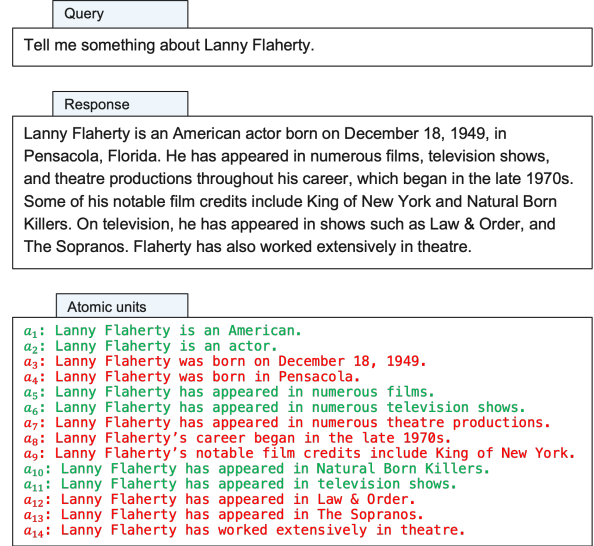 Query
Tell me something about Lanny Flaherty.
Response
Lanny Flaherty is an American actor born on December 18, 1949, in
Pensacola, Florida. He has appeared in numerous films, television shows,
and theatre productions throughout his career, which began in the late 1970s.
Some of his notable film credits include King of New York and Natural Born
Killers. On television, he has appeared in shows such as Law & Order, and
The Sopranos. Flaherty has also worked extensively in theatre.
Atomic units
a₁: Lanny Flaherty is an American.
a₂: Lanny Flaherty is an actor.
a₃: Lanny Flaherty was born on December 18, 1949.
a₄: Lanny Flaherty was born in Pensacola.
a₅: Lanny Flaherty has appeared in numerous films.
a₆: Lanny Flaherty has appeared in numerous television shows.
a₇: Lanny Flaherty has appeared in numerous theatre productions.
a₈: Lanny Flaherty's career began in the late 1970s.
a₉: Lanny Flaherty's notable film credits include King of New York.
a₁₀: Lanny Flaherty has appeared in Natural Born Killers.
a₁₁: Lanny Flaherty has appeared in television shows.
a₁₂: Lanny Flaherty has appeared in Law & Order.
a₁₃: Lanny Flaherty has appeared in The Sopranos.
a₁₄: Lanny Flaherty has worked extensively in theatre.